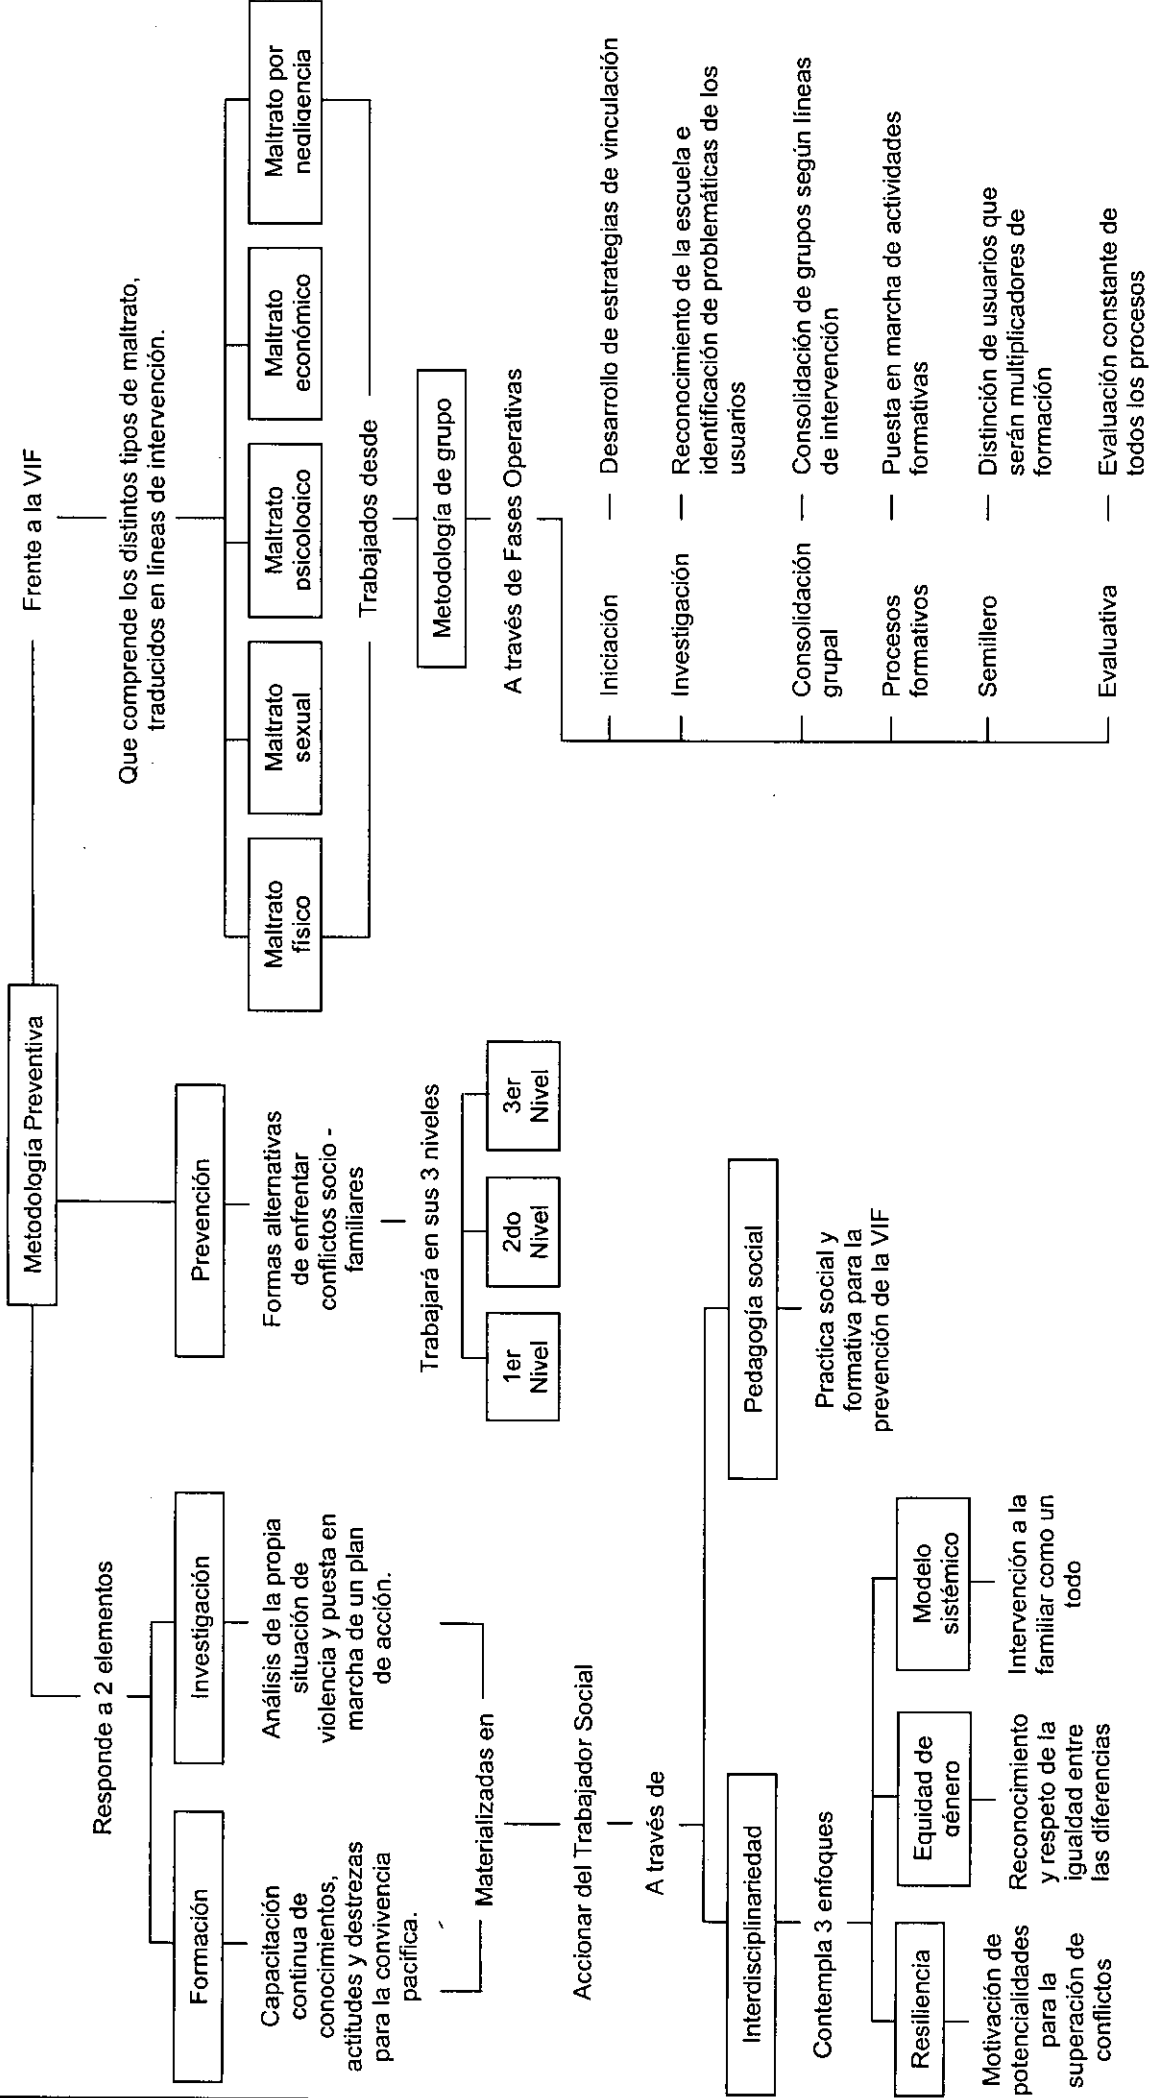 Metodología Preventiva
Responde a 2 elementos
Formación
Capacitación
continua de
conocimientos,
actitudes y destrezas
para la convivencia
pacifica.
Investigación
Análisis de la propia
situación de
violencia y puesta en
marcha de un plan
de acción.
Materializadas en
Accionar del Trabajador Social
A través de
Interdisciplinariedad
Contempla 3 enfoques
Resiliencia
Motivación de
potencialidades
para la
superación de
conflictos
Equidad de
género
Reconocimiento
y respeto de la
igualdad entre
las diferencias
Modelo
sistémico
Intervención a la
familiar como un
todo
Pedagogía social
Practica social y
formativa para la
prevención de la VIF
Prevención
Formas alternativas
de enfrentar
conflictos socio -
familiares
Trabajará en sus 3 niveles
1er
Nivel
2do
Nivel
3er
Nivel
Frente a la VIF
Que comprende los distintos tipos de maltrato,
traducidos en líneas de intervención.
Maltrato
físico
Maltrato
sexual
Maltrato
psicologico
Maltrato
económico
Maltrato por
negligencia
Trabajados desde
Metodología de grupo
A través de Fases Operativas
Iniciación — Desarrollo de estrategias de vinculación
Investigación — Reconocimiento de la escuela e
identificación de problemáticas de los
usuarios
Consolidación
grupal
— Consolidación de grupos según líneas
de intervención
Procesos
formativos
— Puesta en marcha de actividades
formativas
Semillero — Distinción de usuarios que
serán multiplicadores de
formación
Evaluativa — Evaluación constante de
todos los procesos